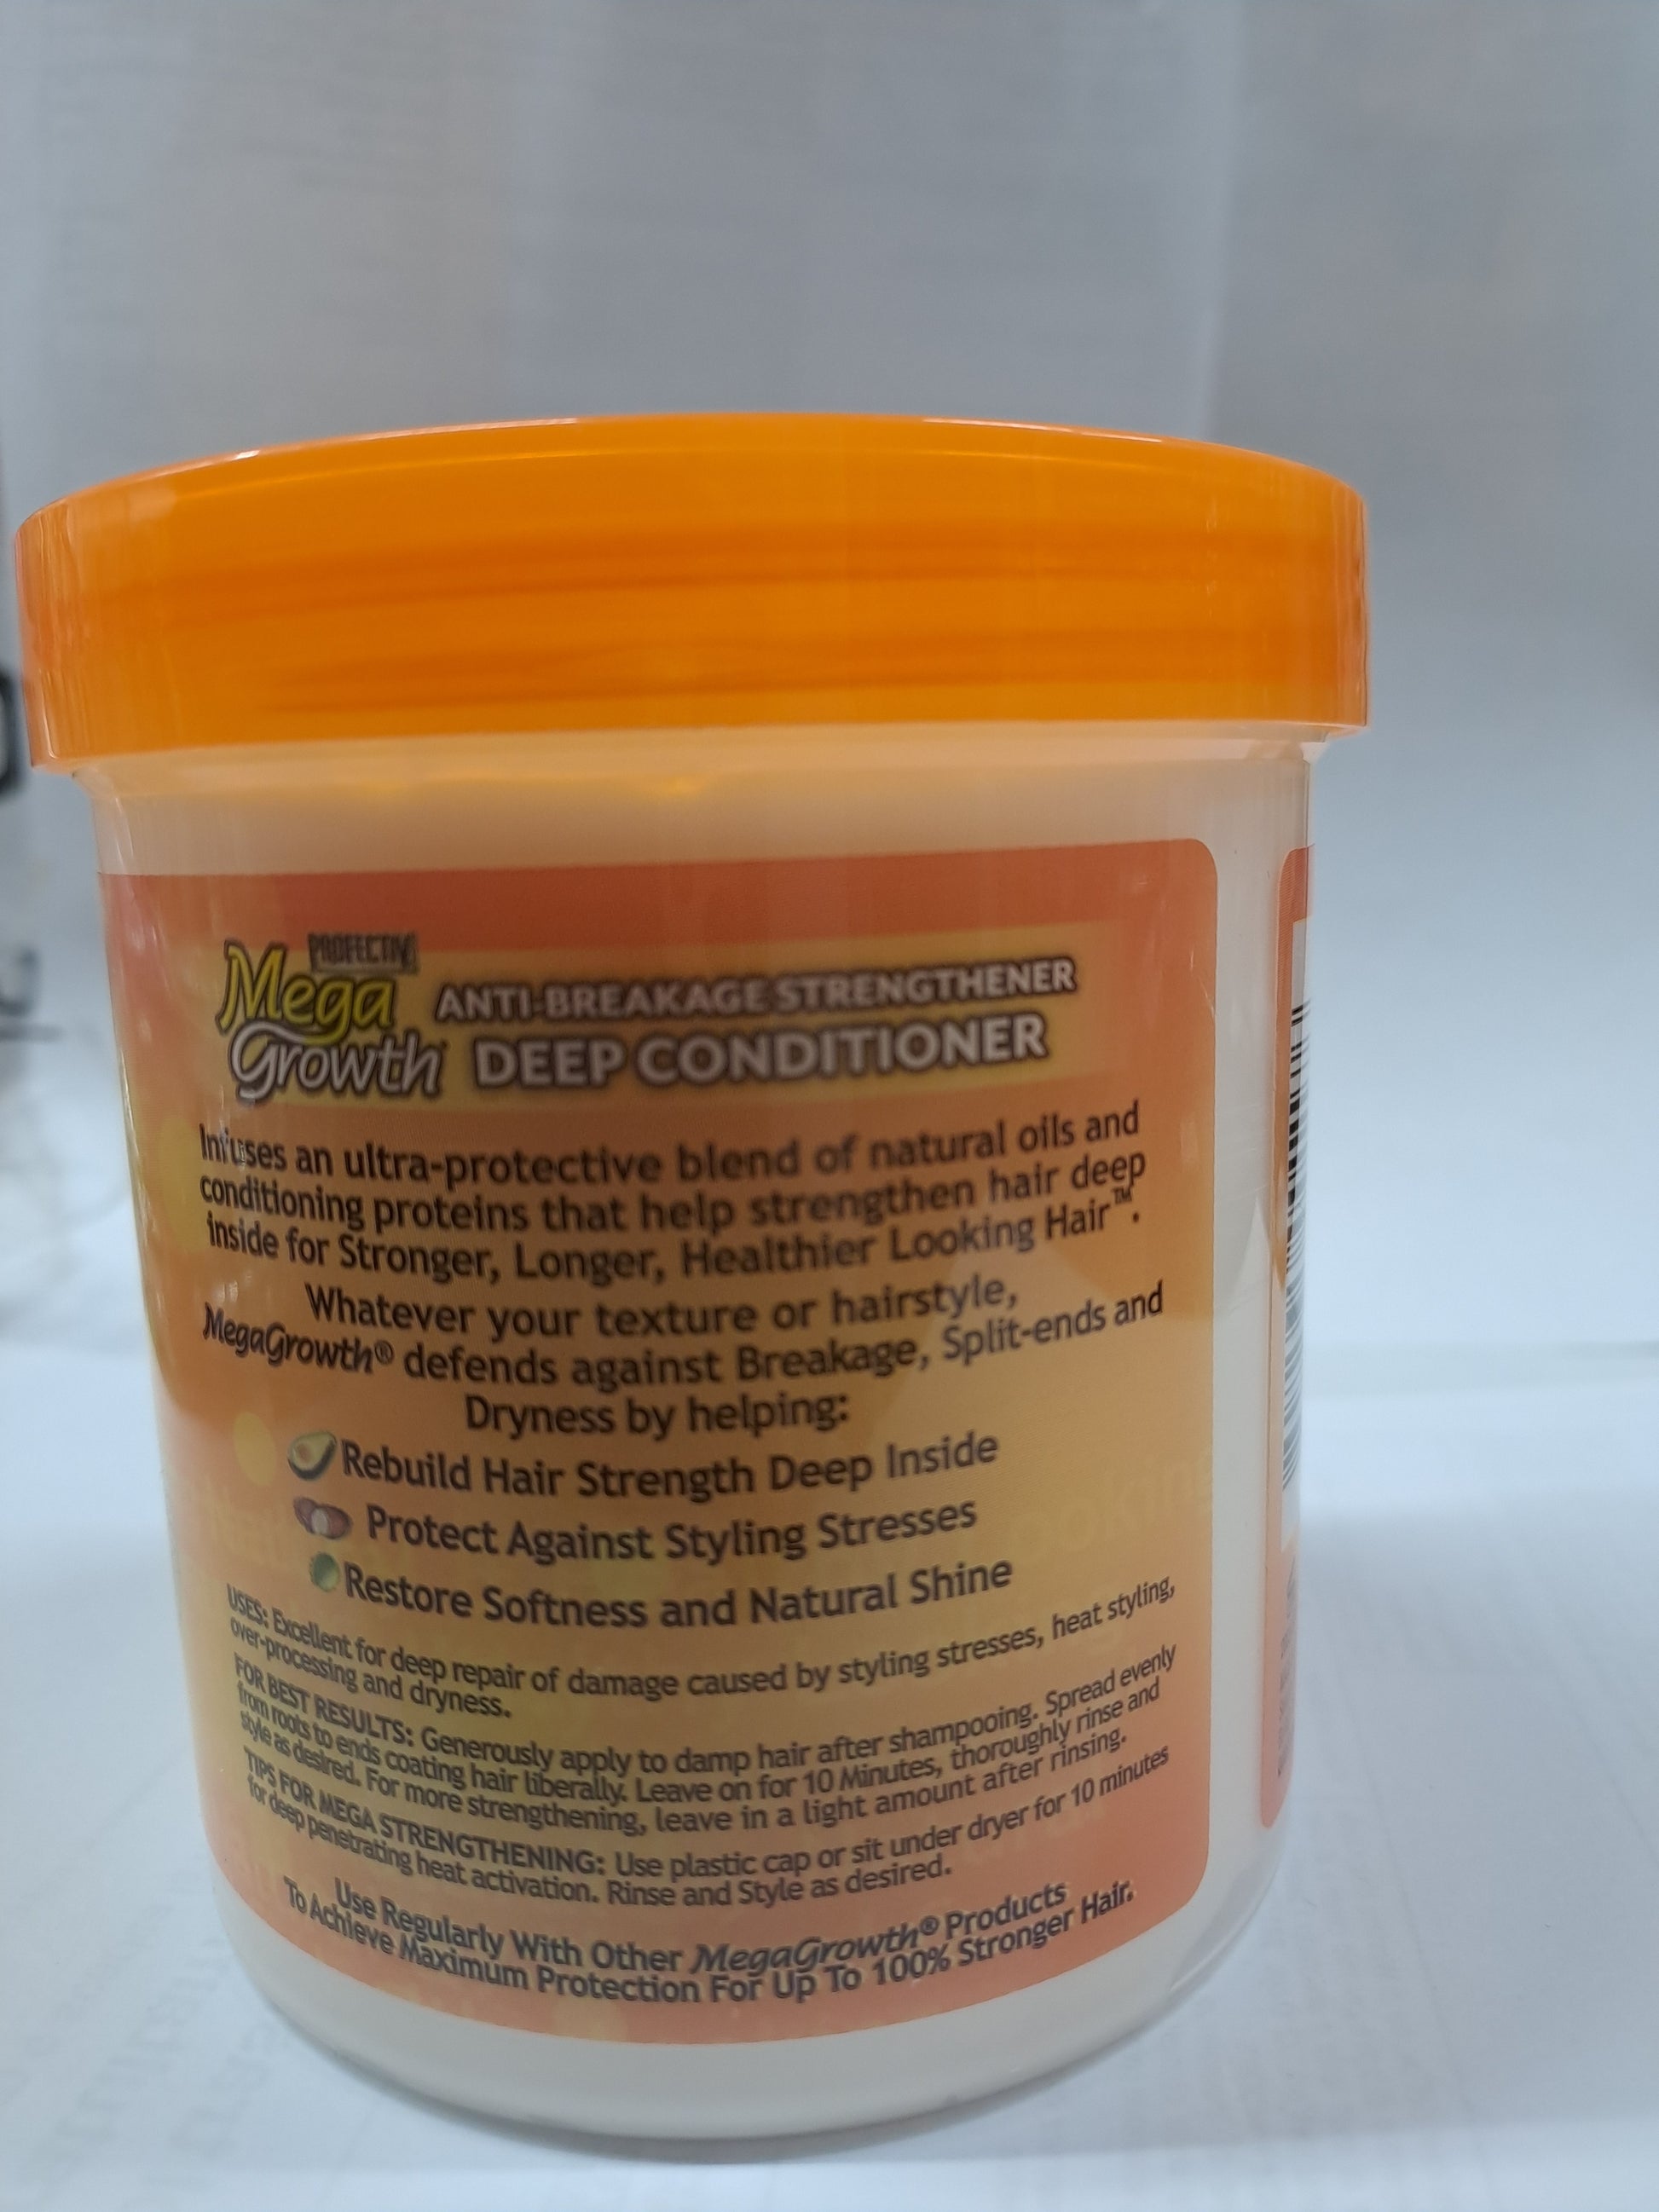 PROFECTIV
Mega
Growth
ANTI-BREAKAGE STRENGTHENER
DEEP CONDITIONER
Infuses an ultra-protective blend of natural oils and
conditioning proteins that help strengthen hair deep
inside for Stronger, Longer, Healthier Looking Hair™.
Whatever your texture or hairstyle,
MegaGrowth® defends against Breakage, Split-ends and
Dryness by helping:
Rebuild Hair Strength Deep Inside
Protect Against Styling Stresses
Restore Softness and Natural Shine
USES: Excellent for deep repair of damage caused by styling stresses, heat styling,
over-processing and dryness.
FOR BEST RESULTS: Generously apply to damp hair after shampooing. Spread evenly
from roots to ends coating hair liberally. Leave on for 10 Minutes, thoroughly rinse and
style as desired. For more strengthening, leave in a light amount after rinsing.
TIPS FOR MEGA STRENGTHENING: Use plastic cap or sit under dryer for 10 minutes
for deep penetrating heat activation. Rinse and Style as desired.
Use Regularly With Other MegaGrowth® Products
To Achieve Maximum Protection For Up To 100% Stronger Hair.